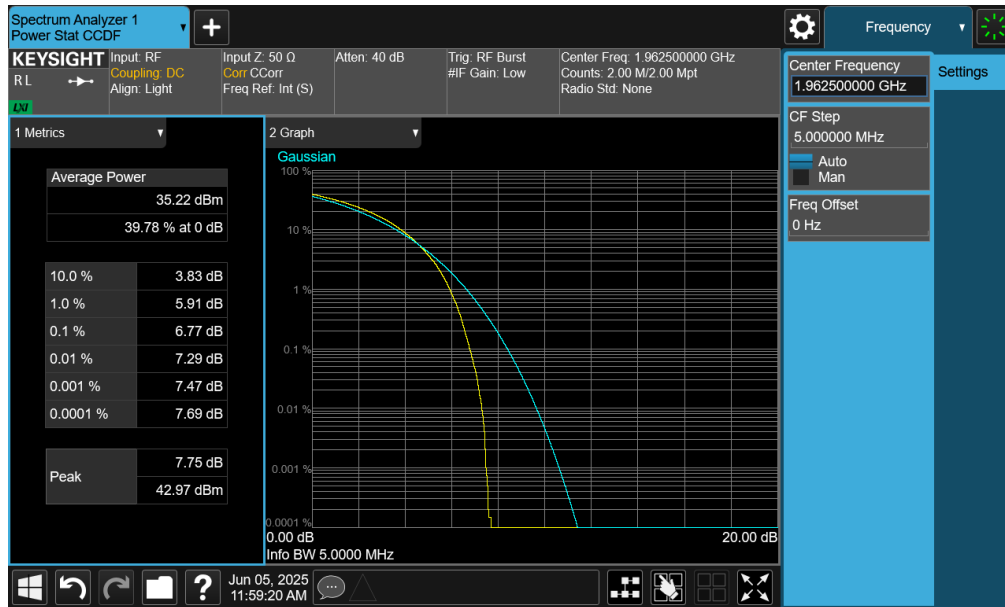 Spectrum Analyzer 1
Power Stat CCDF
+
Frequency
KEYSIGHT
RL
LXI
Input: RF
Coupling: DC
Align: Light
Input Z: 50 Ω
Corr CCorr
Freq Ref: Int (S)
Atten: 40 dB
Trig: RF Burst
#IF Gain: Low
Center Freq: 1.962500000 GHz
Counts: 2.00 M/2.00 Mpt
Radio Std: None
Center Frequency
1.962500000 GHz
Settings
CF Step
5.000000 MHz
Auto
Man
Freq Offset
0 Hz
1 Metrics
Average Power
35.22 dBm
39.78 % at 0 dB
10.0 % 3.83 dB
1.0 % 5.91 dB
0.1 % 6.77 dB
0.01 % 7.29 dB
0.001 % 7.47 dB
0.0001 % 7.69 dB
Peak
7.75 dB
42.97 dBm
2 Graph
Gaussian
100 %
10 %
1 %
0.1 %
0.01 %
0.001 %
0.0001 %
0.00 dB 20.00 dB
Info BW 5.0000 MHz
?
Jun 05, 2025
11:59:20 AM